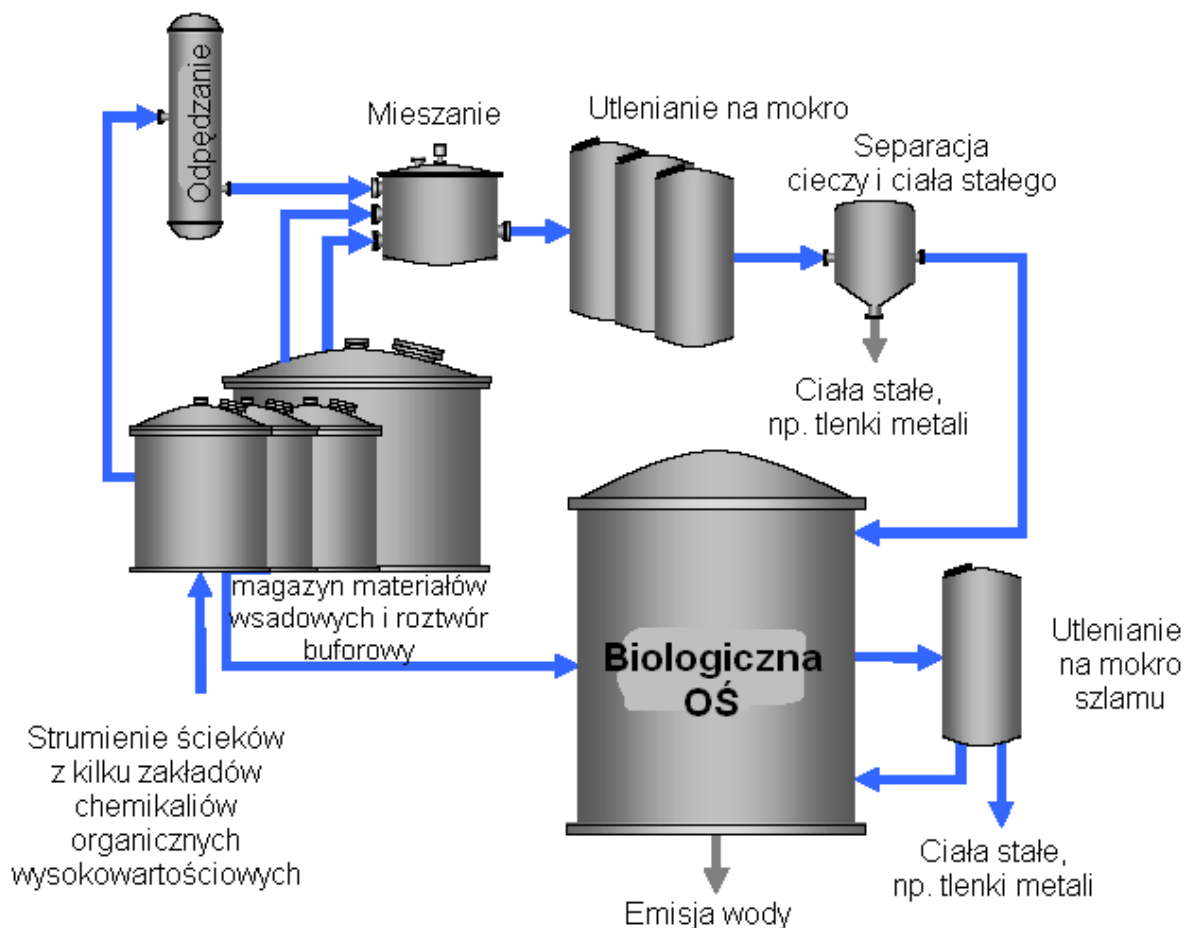 Odpędzanie
Mieszanie
Utlenianie na mokro
Separacja
cieczy i ciała stałego
Ciała stałe,
np. tlenki metali
magazyn materiałów
wsadowych i roztwór
buforowy
Biologiczna
OŚ
Utlenianie
na mokro
szlamu
Strumienie ścieków
z kilku zakładów
chemikaliów
organicznych
wysokowartościowych
Ciała stałe,
np. tlenki metali
Emisja wody